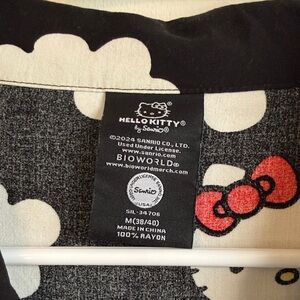 HELLO KITTY®
by Sanrio®
©2024 SANRIO CO., LTD.
Used Under License.
www.sanrio.com
BIOWORLD®
www.bioworldmerch.com
Sanrio
USA
SIL-34706
M(38/40)
MADE IN CHINA
100% RAYON